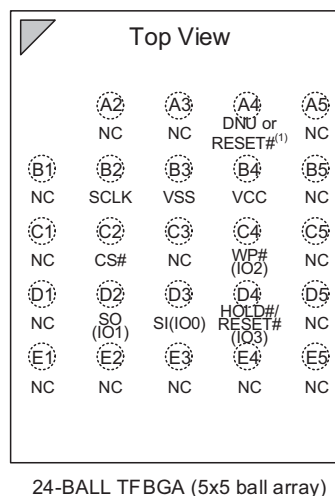 Top View
A2 A3 A4 A5
NC NC DNU or RESET#(1) NC
B1 B2 B3 B4 B5
NC SCLK VSS VCC NC
C1 C2 C3 C4 C5
NC CS# NC WP# (IO2) NC
D1 D2 D3 D4 D5
NC SO (IO1) SI(IO0) HOLD#/ RESET# (IO3) NC
E1 E2 E3 E4 E5
NC NC NC NC NC
24-BALL TFBGA (5x5 ball array)